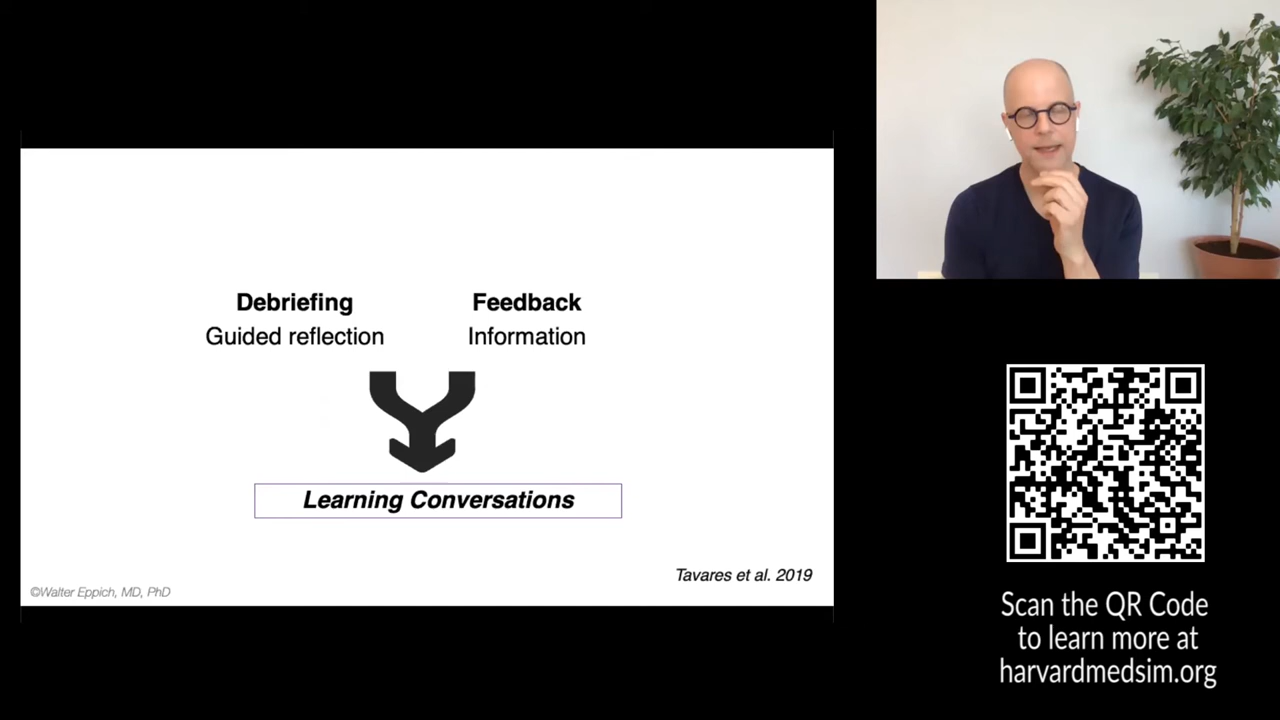 Debriefing
Guided reflection
Feedback
Information
Learning Conversations
Tavares et al. 2019
©Walter Eppich, MD, PhD
Scan the QR Code
to learn more at
harvardmedsim.org